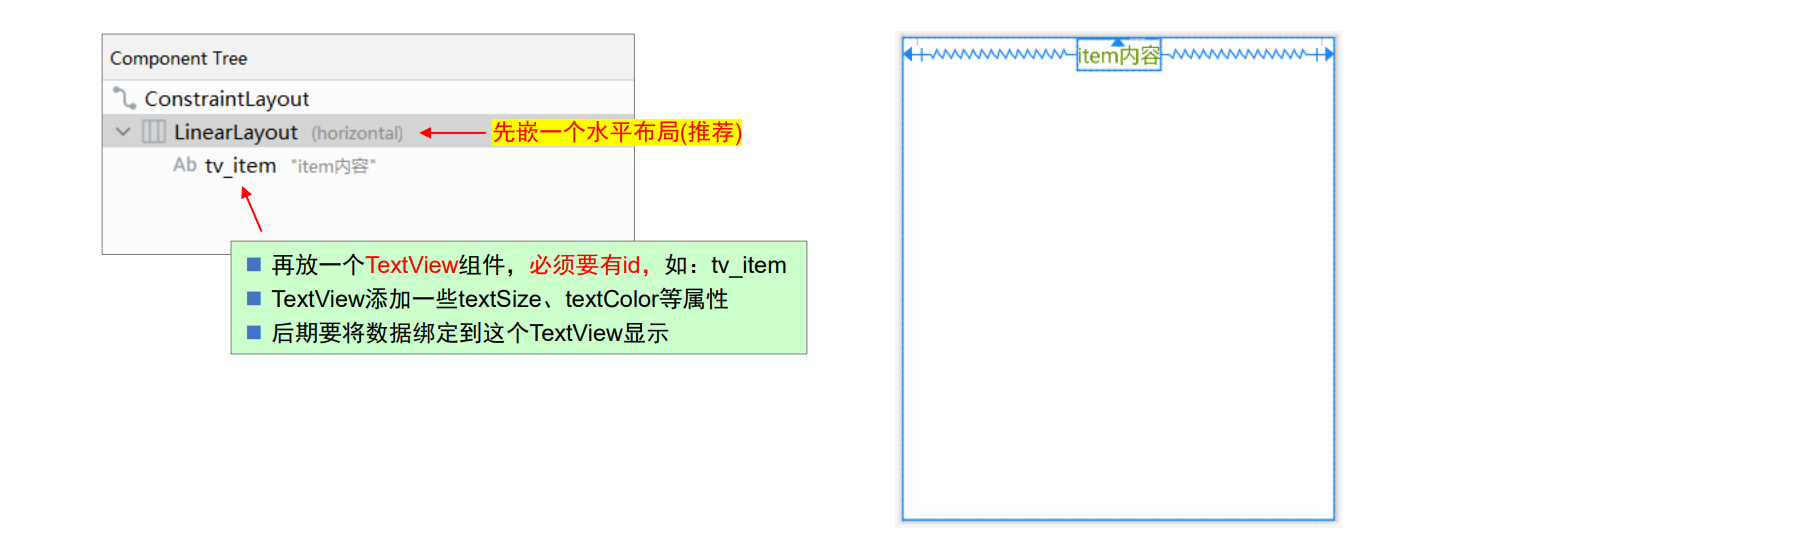 Component Tree
ConstraintLayout
LinearLayout (horizontal)
先嵌一个水平布局(推荐)
Ab tv_item "item内容"
再放一个TextView组件，必须要有id，如：tv_item
TextView添加一些textSize、textColor等属性
后期要将数据绑定到这个TextView显示
item内容